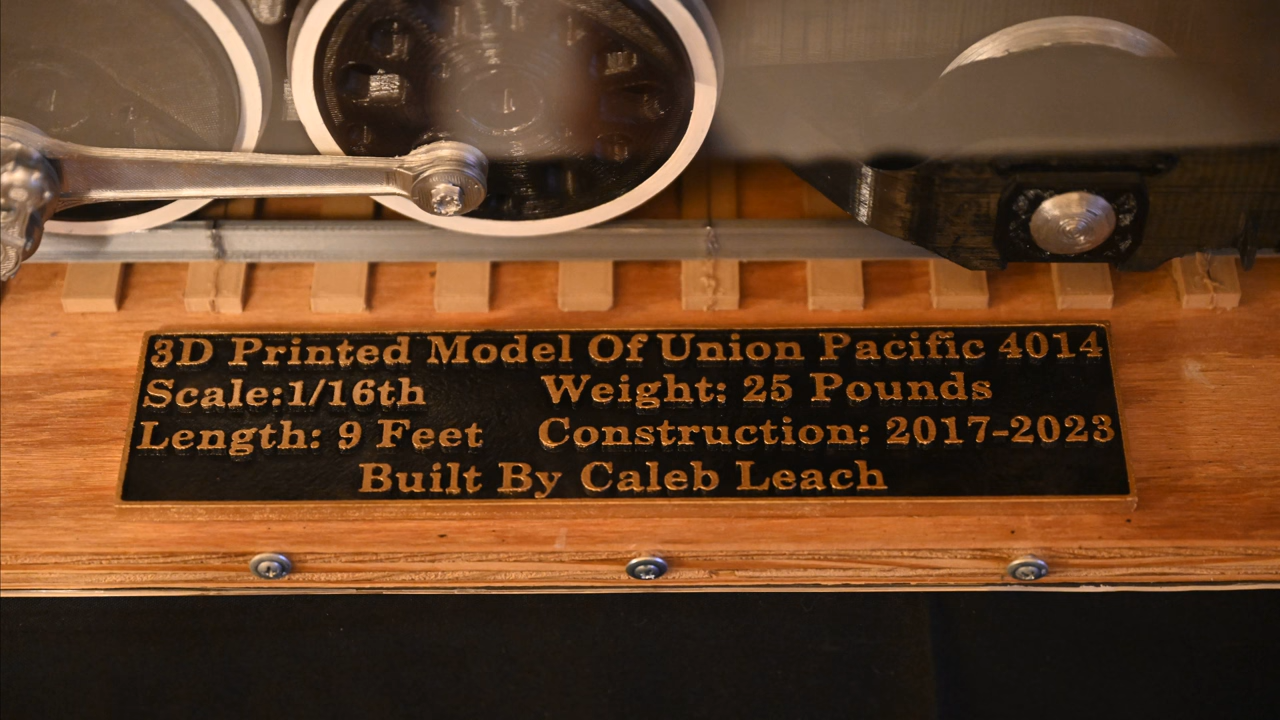 3D Printed Model Of Union Pacific 4014
Scale:1/16th Weight: 25 Pounds
Length: 9 Feet Construction: 2017-2023
Built By Caleb Leach